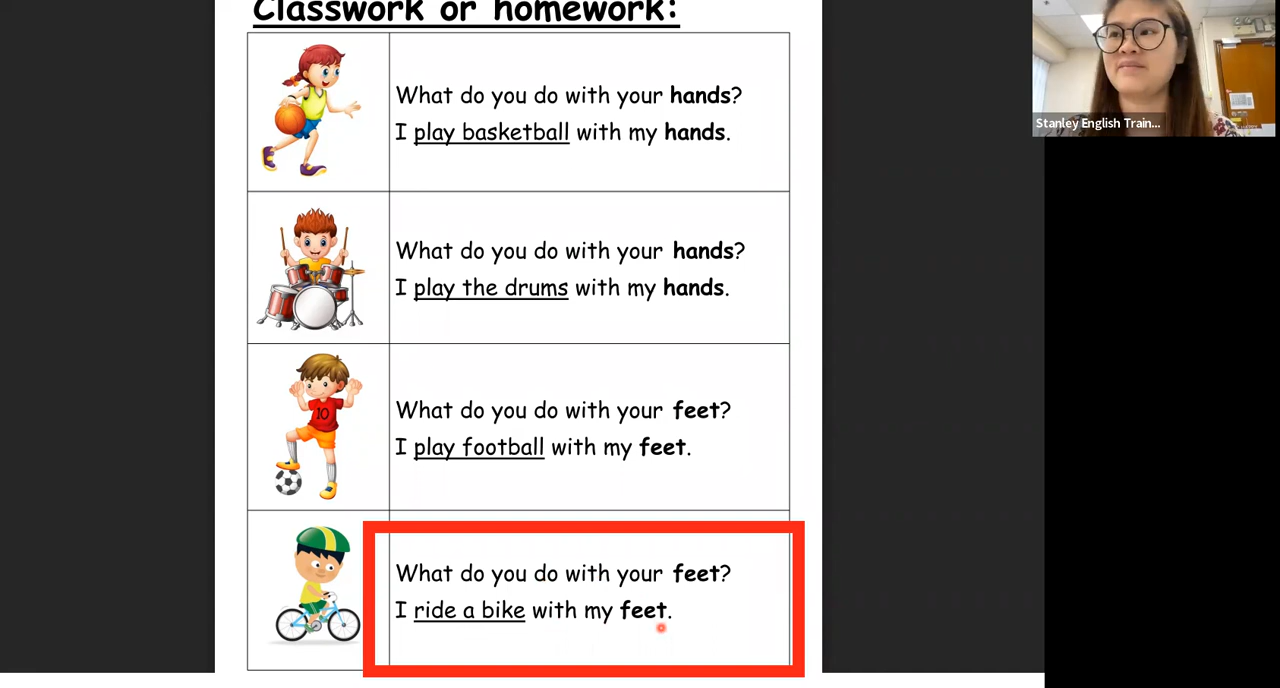 Classwork or homework:
What do you do with your hands?
I play basketball with my hands.
What do you do with your hands?
I play the drums with my hands.
10
What do you do with your feet?
I play football with my feet.
What do you do with your feet?
I ride a bike with my feet.
Stanley English Train...